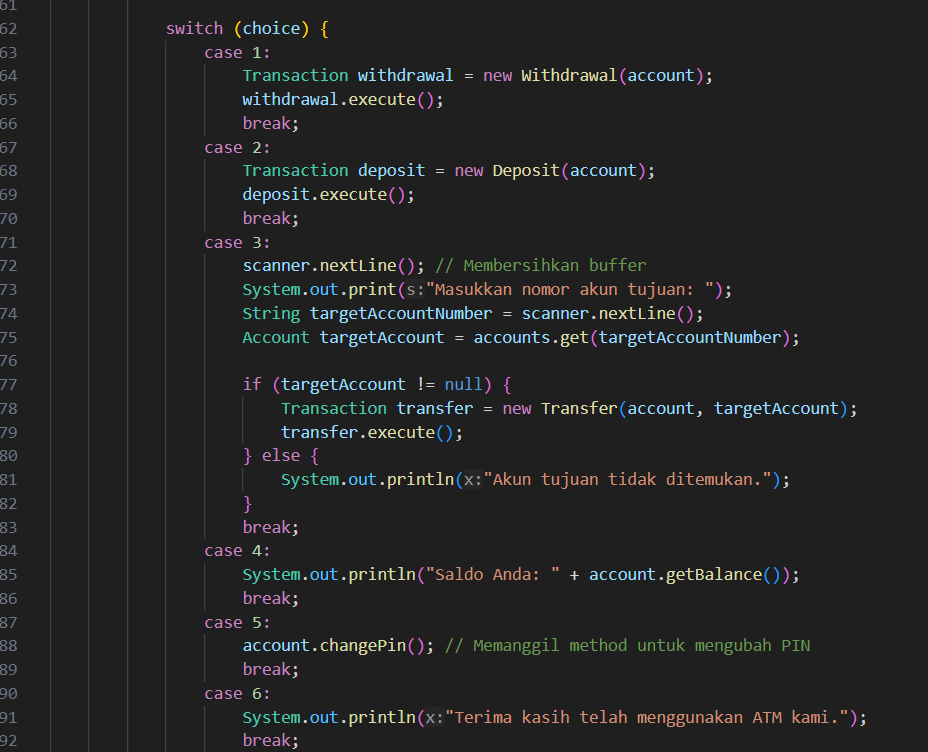 61
62 switch (choice) {
63 case 1:
64 Transaction withdrawal = new Withdrawal(account);
65 withdrawal.execute();
66 break;
67 case 2:
68 Transaction deposit = new Deposit(account);
69 deposit.execute();
70 break;
71 case 3:
72 scanner.nextLine(); // Membersihkan buffer
73 System.out.print(s:"Masukkan nomor akun tujuan: ");
74 String targetAccountNumber = scanner.nextLine();
75 Account targetAccount = accounts.get(targetAccountNumber);
76
77 if (targetAccount != null) {
78 Transaction transfer = new Transfer(account, targetAccount);
79 transfer.execute();
80 } else {
81 System.out.println(x:"Akun tujuan tidak ditemukan.");
82 }
83 break;
84 case 4:
85 System.out.println("Saldo Anda: " + account.getBalance());
86 break;
87 case 5:
88 account.changePin(); // Memanggil method untuk mengubah PIN
89 break;
90 case 6:
91 System.out.println(x:"Terima kasih telah menggunakan ATM kami.");
92 break;